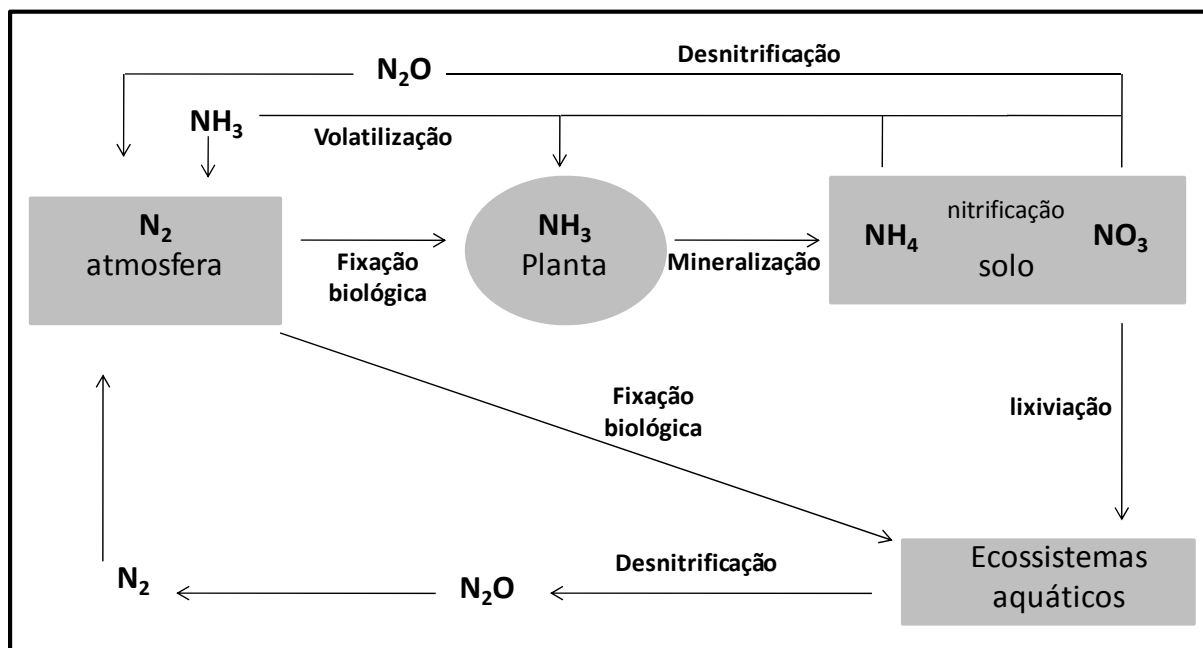 Desnitrificação
N₂O
NH₃
Volatilização
N₂
atmosfera
Fixação
biológica
NH₃
Planta
Mineralização
nitrificação
NH₄
NO₃
solo
Fixação
biológica
lixiviação
Ecossistemas
aquáticos
Desnitrificação
N₂O
N₂